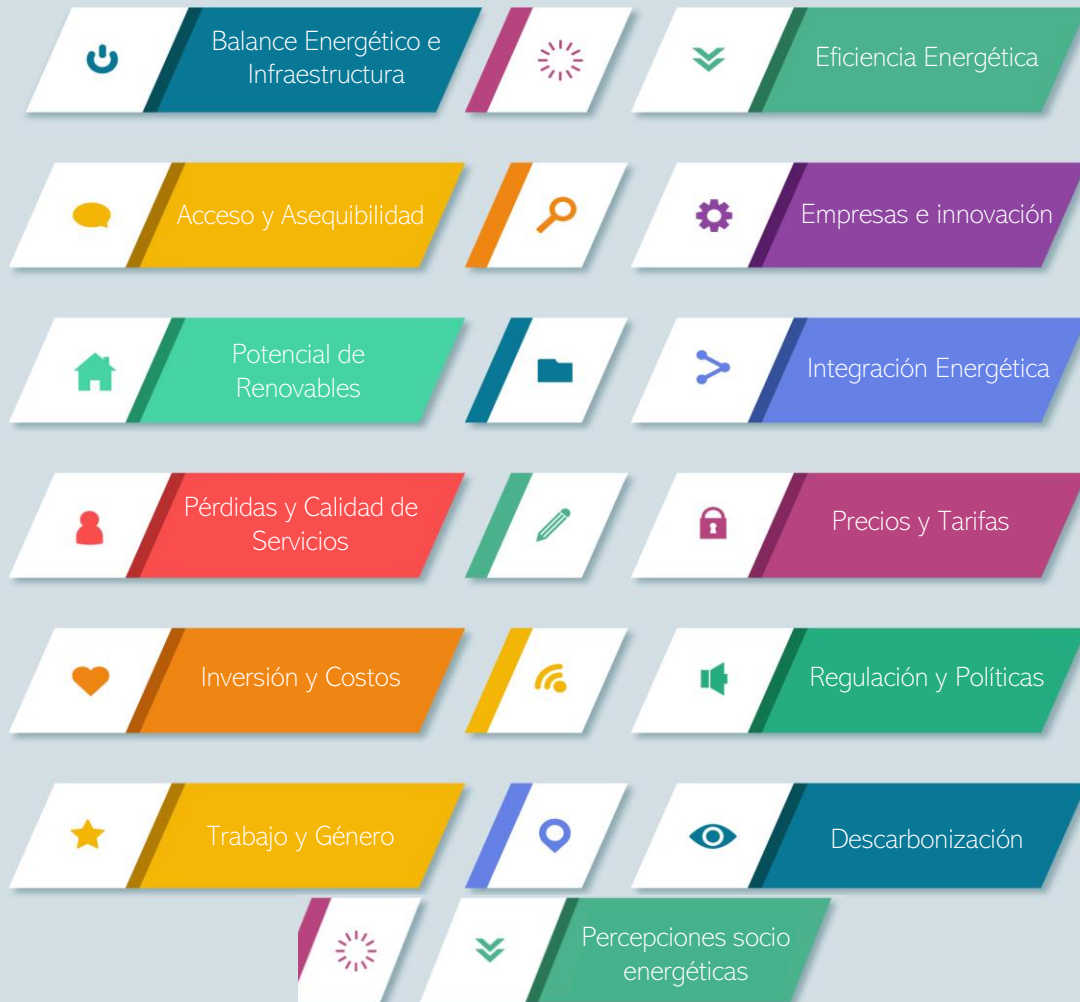 Balance Energético e
Infraestructura
Eficiencia Energética
Acceso y Asequibilidad
Empresas e innovación
Potencial de
Renovables
Integración Energética
Pérdidas y Calidad de
Servicios
Precios y Tarifas
Inversión y Costos
Regulación y Políticas
Trabajo y Género
Descarbonización
Percepciones socio
energéticas